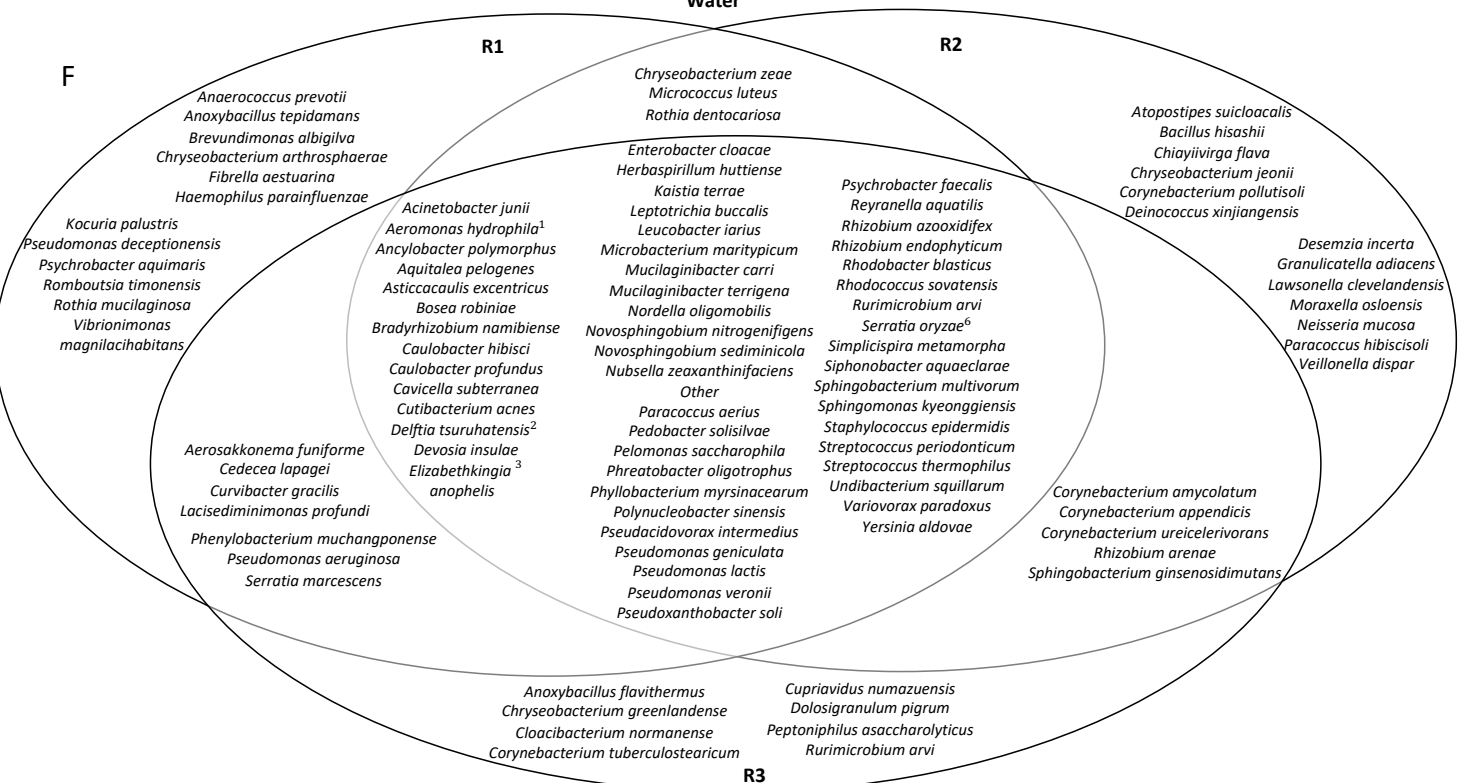 Water
R1
R2
F
Anaerococcus prevotii
Anoxybacillus tepidamans
Brevundimonas albigilva
Chryseobacterium arthrosphaerae
Fibrella aestuarina
Haemophilus parainfluenzae
Kocuria palustris
Pseudomonas deceptionensis
Psychrobacter aquimaris
Romboutsia timonensis
Rothia mucilaginosa
Vibrionimonas
magnilacihabitans
Chryseobacterium zeae
Micrococcus luteus
Rothia dentocariosa
Atopostipes suicloacalis
Bacillus hisashii
Chiayiivirga flava
Chryseobacterium jeonii
Corynebacterium pollutisoli
Deinococcus xinjiangensis
Desemzia incerta
Granulicatella adiacens
Lawsonella clevelandensis
Moraxella osloensis
Neisseria mucosa
Paracoccus hibiscisoli
Veillonella dispar
Acinetobacter junii
Aeromonas hydrophila¹
Ancylobacter polymorphus
Aquitalea pelogenes
Asticcacaulis excentricus
Bosea robiniae
Bradyrhizobium namibiense
Caulobacter hibisci
Caulobacter profundus
Cavicella subterranea
Cutibacterium acnes
Delftia tsuruhatensis²
Devosia insulae
Elizabethkingia ³
anophelis
Enterobacter cloacae
Herbaspirillum huttiense
Kaistia terrae
Leptotrichia buccalis
Leucobacter iarius
Microbacterium maritypicum
Mucilaginibacter carri
Mucilaginibacter terrigena
Nordella oligomobilis
Novosphingobium nitrogenifigens
Novosphingobium sediminicola
Nubsella zeaxanthinifaciens
Other
Paracoccus aerius
Pedobacter solisilvae
Pelomonas saccharophila
Phreatobacter oligotrophus
Phyllobacterium myrsinacearum
Polynucleobacter sinensis
Pseudacidovorax intermedius
Pseudomonas geniculata
Pseudomonas lactis
Pseudomonas veronii
Pseudoxanthobacter soli
Psychrobacter faecalis
Reyranella aquatilis
Rhizobium azooxidifex
Rhizobium endophyticum
Rhodobacter blasticus
Rhodococcus sovatensis
Rurimicrobium arvi
Serratia oryzae⁶
Simplicispira metamorpha
Siphonobacter aquaeclarae
Sphingobacterium multivorum
Sphingomonas kyeonggiensis
Staphylococcus epidermidis
Streptococcus periodonticum
Streptococcus thermophilus
Undibacterium squillarum
Variovorax paradoxus
Yersinia aldovae
Aerosakkonema funiforme
Cedecea lapagei
Curvibacter gracilis
Lacisediminimonas profundi
Phenylobacterium muchangponense
Pseudomonas aeruginosa
Serratia marcescens
Corynebacterium amycolatum
Corynebacterium appendicis
Corynebacterium ureicelerivorans
Rhizobium arenae
Sphingobacterium ginsenosidimutans
Anoxybacillus flavithermus
Chryseobacterium greenlandense
Cloacibacterium normanense
Corynebacterium tuberculostearicum
Cupriavidus numazuensis
Dolosigranulum pigrum
Peptoniphilus asaccharolyticus
Rurimicrobium arvi
R3